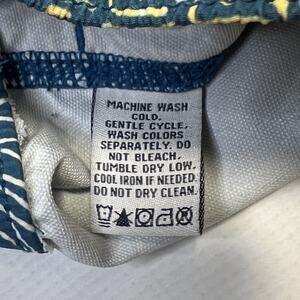 MACHINE WASH
COLD.
GENTLE CYCLE.
WASH COLORS
SEPARATELY. DO
NOT BLEACH.
TUMBLE DRY LOW.
COOL IRON IF NEEDED.
DO NOT DRY CLEAN.